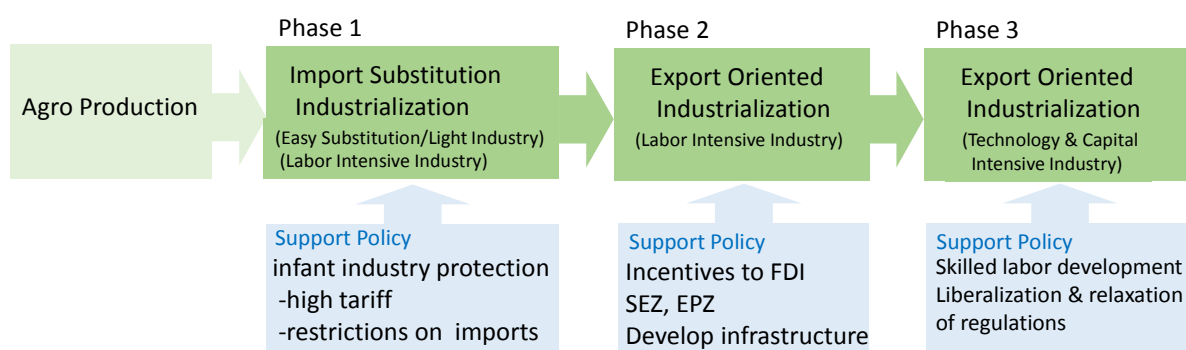 Agro Production
Phase 1
Import Substitution
Industrialization
(Easy Substitution/Light Industry)
(Labor Intensive Industry)
Support Policy
infant industry protection
-high tariff
-restrictions on imports
Phase 2
Export Oriented
Industrialization
(Labor Intensive Industry)
Support Policy
Incentives to FDI
SEZ, EPZ
Develop infrastructure
Phase 3
Export Oriented
Industrialization
(Technology & Capital
Intensive Industry)
Support Policy
Skilled labor development
Liberalization & relaxation
of regulations